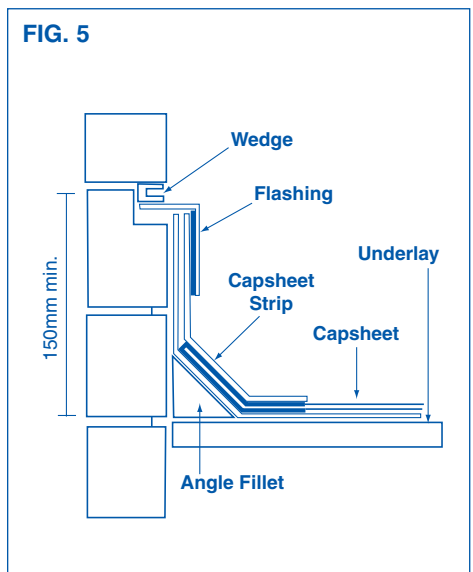 FIG. 5
Wedge
Flashing
Underlay
Capsheet
Strip
Capsheet
150mm min.
Angle Fillet